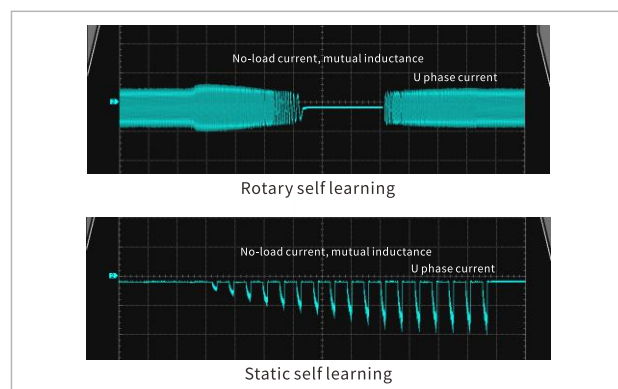 No-load current, mutual inductance
U phase current
Rotary self learning
No-load current, mutual inductance
U phase current
Static self learning